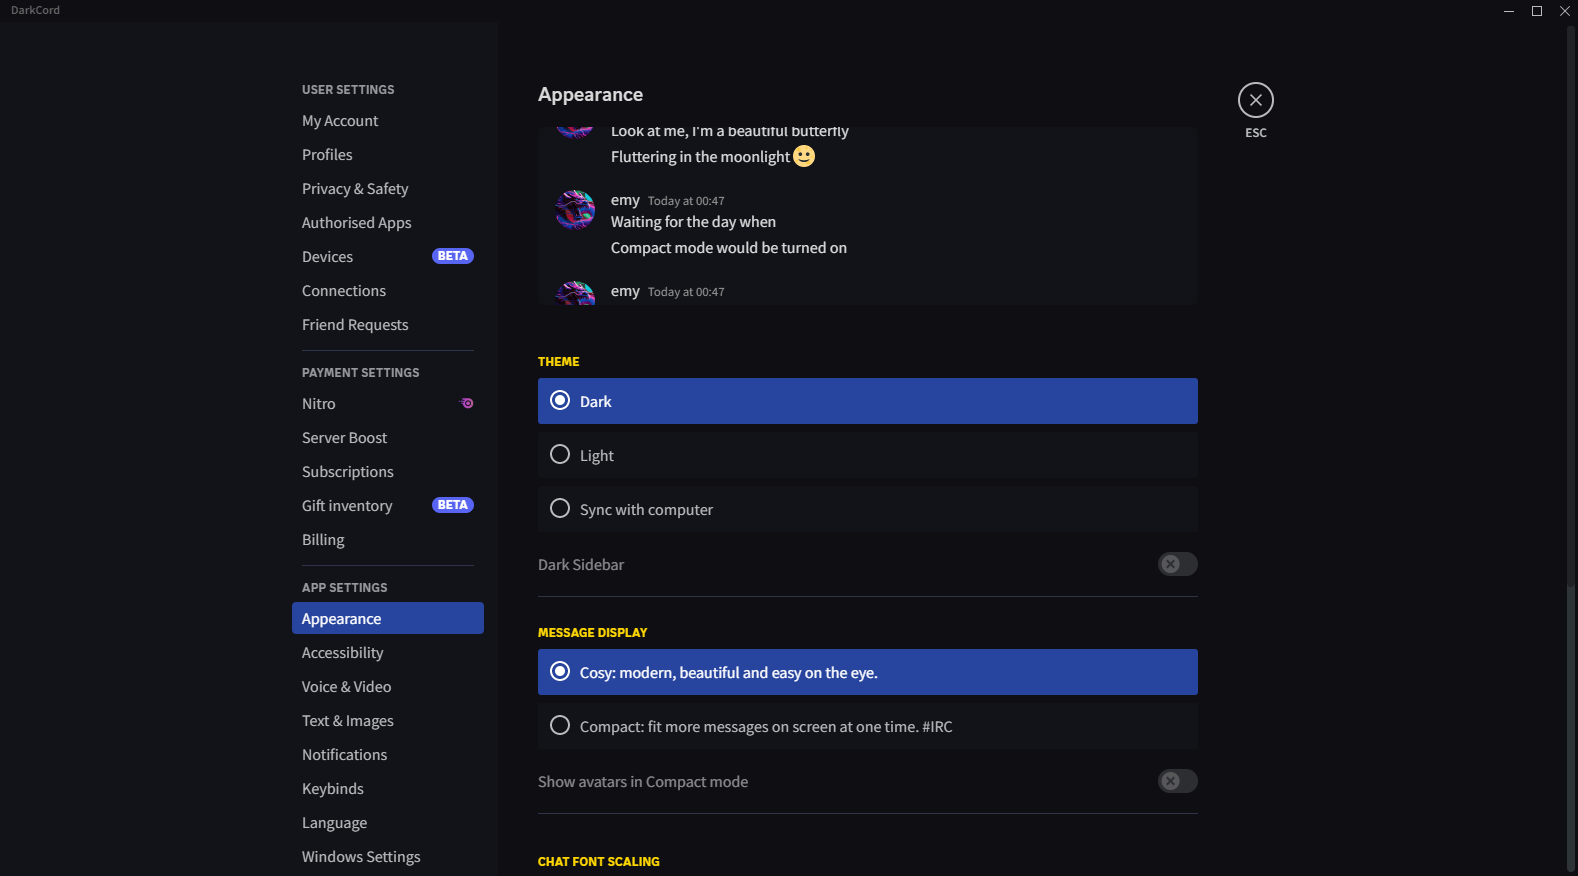 DarkCord
USER SETTINGS
My Account
Profiles
Privacy & Safety
Authorised Apps
Devices BETA
Connections
Friend Requests
PAYMENT SETTINGS
Nitro
Server Boost
Subscriptions
Gift inventory BETA
Billing
APP SETTINGS
Appearance
Accessibility
Voice & Video
Text & Images
Notifications
Keybinds
Language
Windows Settings
Appearance
Look at me, I'm a beautiful butterfly
Fluttering in the moonlight
emy Today at 00:47
Waiting for the day when
Compact mode would be turned on
emy Today at 00:47
THEME
Dark
Light
Sync with computer
Dark Sidebar
MESSAGE DISPLAY
Cosy: modern, beautiful and easy on the eye.
Compact: fit more messages on screen at one time. #IRC
Show avatars in Compact mode
CHAT FONT SCALING
ESC